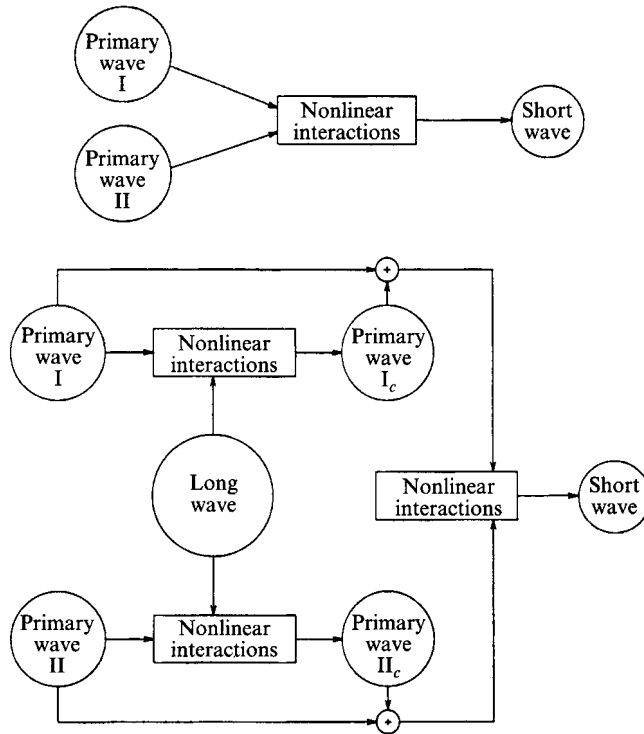 Primary
wave
I
Nonlinear
interactions
Short
wave
Primary
wave
II
+
Primary
wave
I
Nonlinear
interactions
Primary
wave
I_c
Long
wave
Nonlinear
interactions
Short
wave
Primary
wave
II
Nonlinear
interactions
Primary
wave
II_c
+